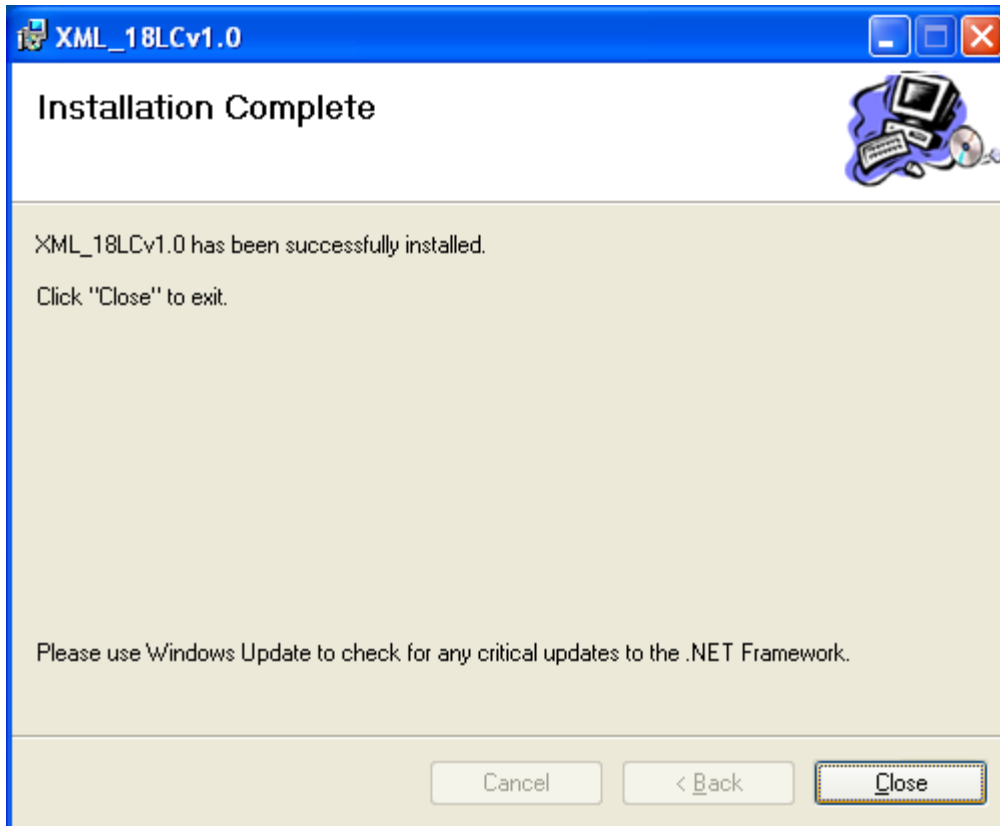 XML_18LCv1.0
Installation Complete
XML_18LCv1.0 has been successfully installed.
Click "Close" to exit.
Please use Windows Update to check for any critical updates to the .NET Framework.
Cancel
< Back
Close